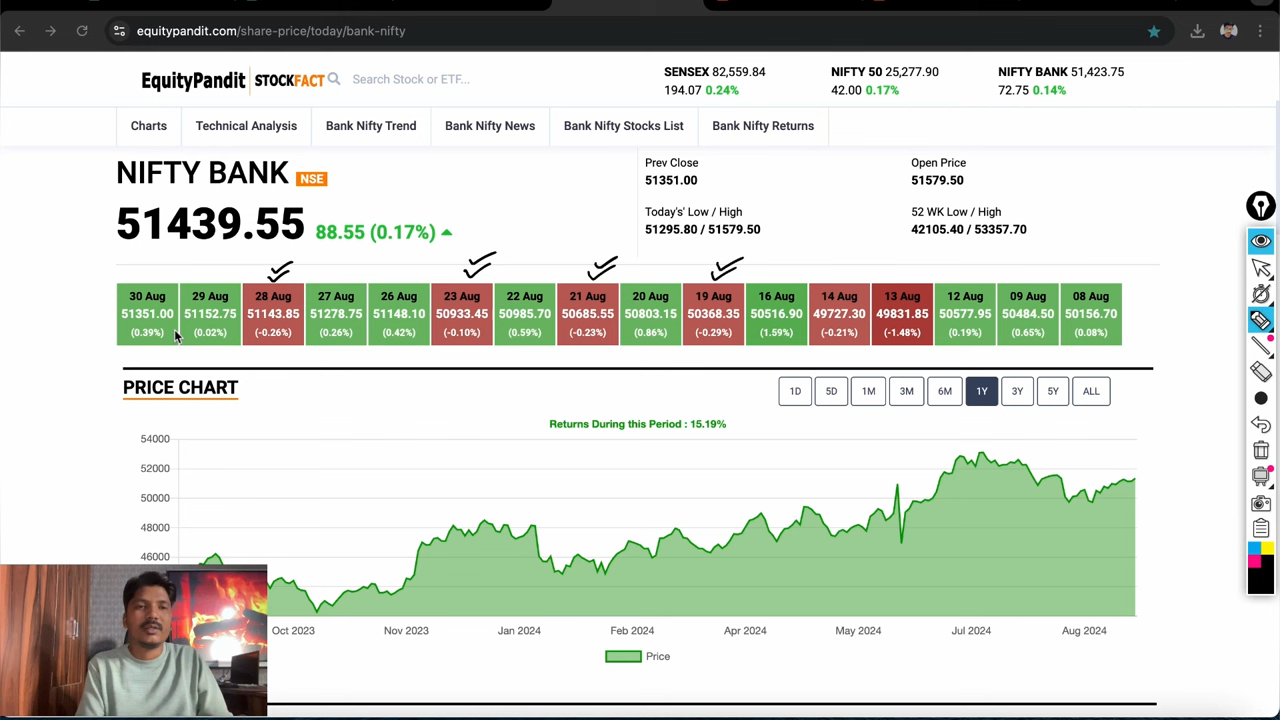 equitypandit.com/share-price/today/bank-nifty
EquityPandit STOCKFACT Search Stock or ETF...
SENSEX 82,559.84
194.07 0.24%
NIFTY 50 25,277.90
42.00 0.17%
NIFTY BANK 51,423.75
72.75 0.14%
Charts Technical Analysis Bank Nifty Trend Bank Nifty News Bank Nifty Stocks List Bank Nifty Returns
NIFTY BANK NSE
51439.55 88.55 (0.17%)
Prev Close
51351.00
Open Price
51579.50
Today's' Low / High
51295.80 / 51579.50
52 WK Low / High
42105.40 / 53357.70
30 Aug 29 Aug 28 Aug 27 Aug 26 Aug 23 Aug 22 Aug 21 Aug 20 Aug 19 Aug 16 Aug 14 Aug 13 Aug 12 Aug 09 Aug 08 Aug
51351.00 51152.75 51143.85 51278.75 51148.10 50933.45 50985.70 50685.55 50803.15 50368.35 50516.90 49727.30 49831.85 50577.95 50484.50 50156.70
(0.39%) (0.02%) (-0.26%) (0.26%) (0.42%) (-0.10%) (0.59%) (-0.23%) (0.86%) (-0.29%) (1.59%) (-0.21%) (-1.48%) (0.19%) (0.65%) (0.08%)
PRICE CHART
1D 5D 1M 3M 6M 1Y 3Y 5Y ALL
Returns During this Period : 15.19%
54000
52000
50000
48000
46000
Oct 2023 Nov 2023 Jan 2024 Feb 2024 Apr 2024 May 2024 Jul 2024 Aug 2024
Price